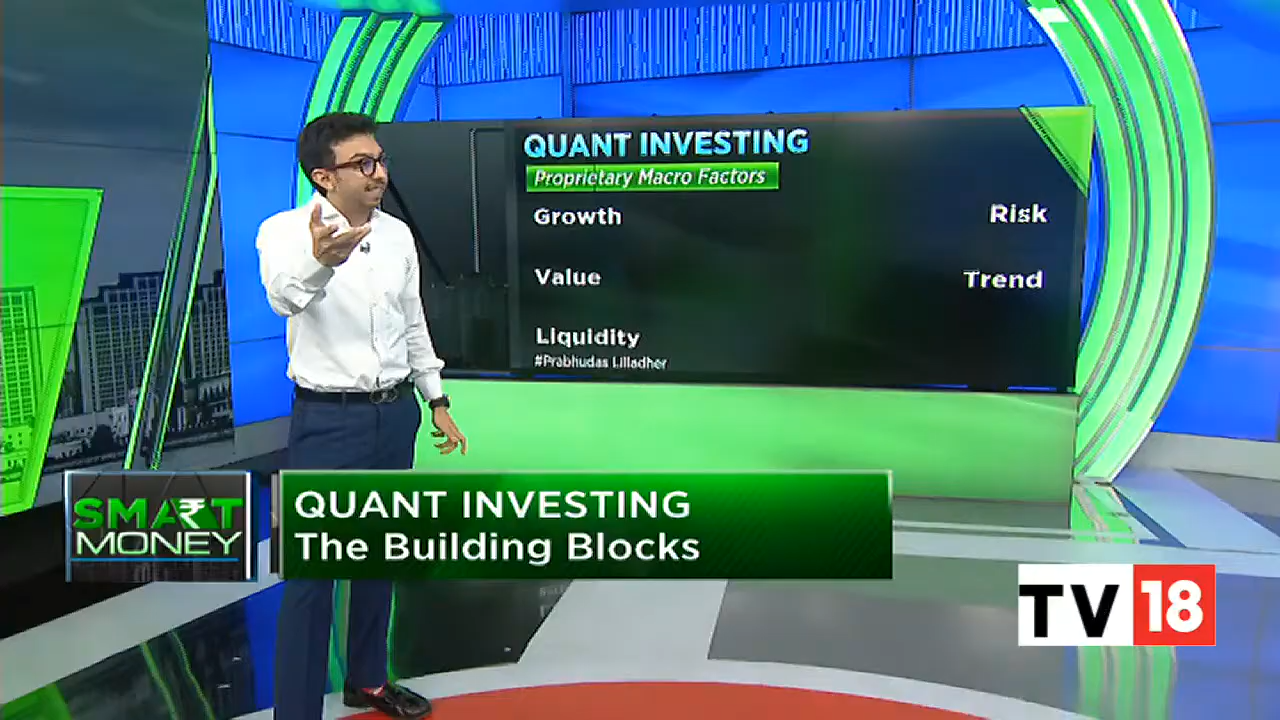 QUANT INVESTING
Proprietary Macro Factors
Growth
Risk
Value
Trend
Liquidity
#Prabhudas Lilladher
SMA₹T
MONEY
QUANT INVESTING
The Building Blocks
TV18